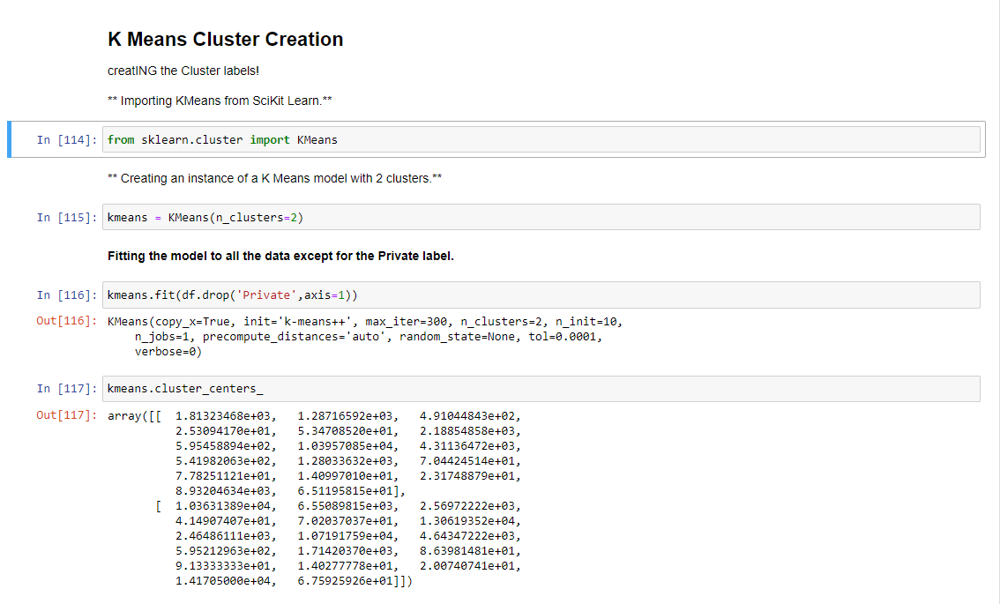 K Means Cluster Creation
creatING the Cluster labels!
** Importing KMeans from SciKit Learn.**
In [114]: from sklearn.cluster import KMeans
** Creating an instance of a K Means model with 2 clusters.**
In [115]: kmeans = KMeans(n_clusters=2)
Fitting the model to all the data except for the Private label.
In [116]: kmeans.fit(df.drop('Private',axis=1))
Out[116]: KMeans(copy_x=True, init='k-means++', max_iter=300, n_clusters=2, n_init=10,
n_jobs=1, precompute_distances='auto', random_state=None, tol=0.0001,
verbose=0)
In [117]: kmeans.cluster_centers_
Out[117]: array([[ 1.81323468e+03, 1.28716592e+03, 4.91044843e+02,
2.53094170e+01, 5.34708520e+01, 2.18854858e+03,
5.95458894e+02, 1.03957085e+04, 4.31136472e+03,
5.41982063e+02, 1.28033632e+03, 7.04424514e+01,
7.78251121e+01, 1.40997010e+01, 2.31748879e+01,
8.93204634e+03, 6.51195815e+01],
[ 1.03631389e+04, 6.55089815e+03, 2.56972222e+03,
4.14907407e+01, 7.02037037e+01, 1.30619352e+04,
2.46486111e+03, 1.07191759e+04, 4.64347222e+03,
5.95212963e+02, 1.71420370e+03, 8.63981481e+01,
9.13333333e+01, 1.40277778e+01, 2.00740741e+01,
1.41705000e+04, 6.75925926e+01]])